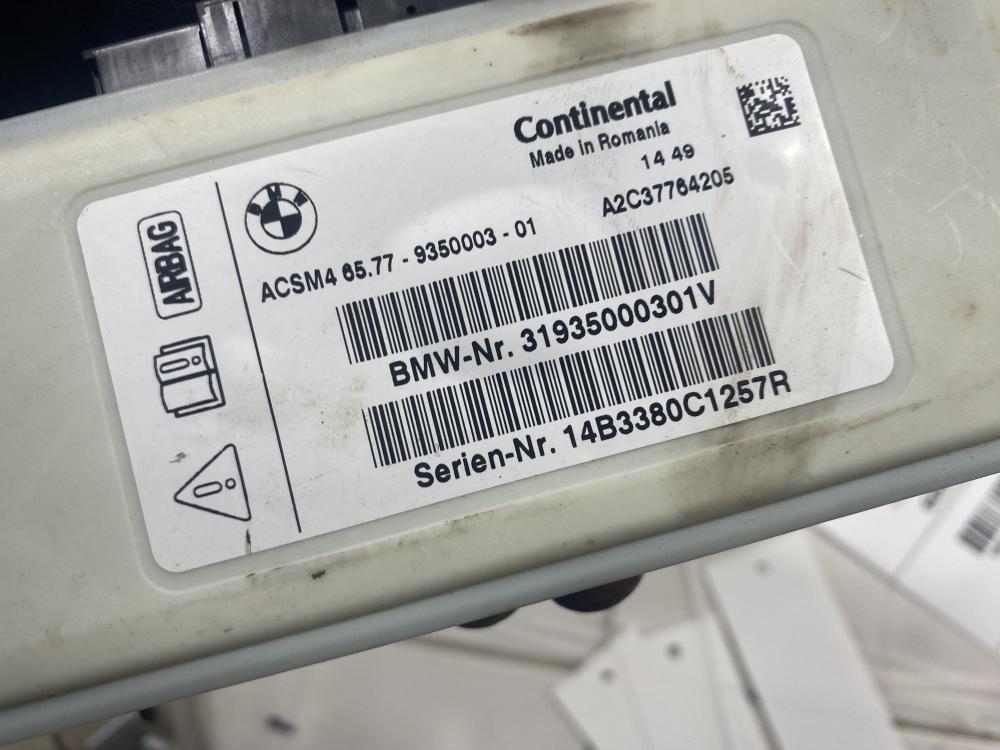 Continental
Made in Romania
14 49
A2C37764205
AIRBAG
BMW
ACSM4 65.77 - 9350003 - 01
BMW-Nr. 31935000301V
Serien-Nr. 14B3380C1257R